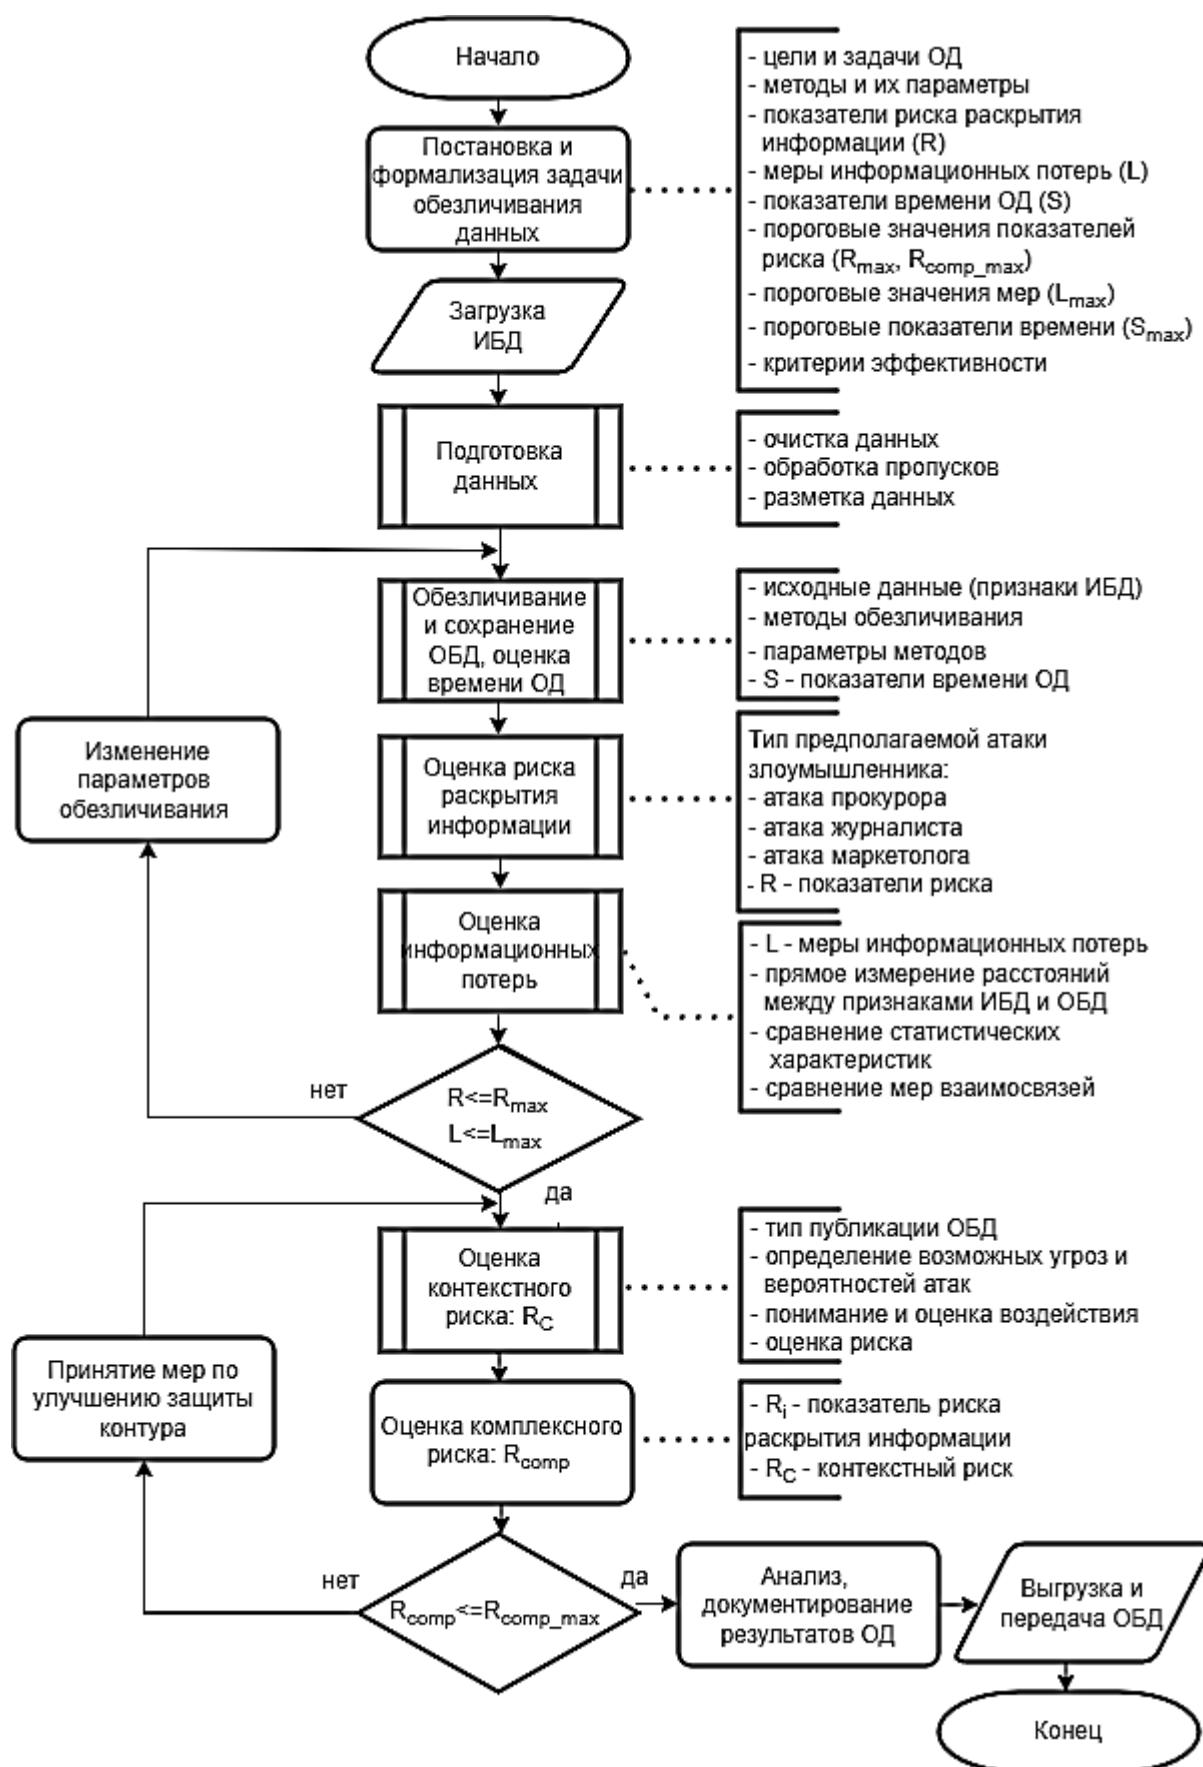 Начало
- цели и задачи ОД
- методы и их параметры
- показатели риска раскрытия
информации (R)
- меры информационных потерь (L)
- показатели времени ОД (S)
- пороговые значения показателей
риска (Rmax, Rcomp_max)
- пороговые значения мер (Lmax)
- пороговые показатели времени (Smax)
- критерии эффективности
Постановка и
формализация задачи
обезличивания
данных
Загрузка
ИБД
Подготовка
данных
- очистка данных
- обработка пропусков
- разметка данных
Обезличивание
и сохранение
ОБД, оценка
времени ОД
- исходные данные (признаки ИБД)
- методы обезличивания
- параметры методов
- S - показатели времени ОД
Изменение
параметров
обезличивания
Оценка риска
раскрытия
информации
Тип предполагаемой атаки
злоумышленника:
- атака прокурора
- атака журналиста
- атака маркетолога
- R - показатели риска
Оценка
информационных
потерь
- L - меры информационных потерь
- прямое измерение расстояний
между признаками ИБД и ОБД
- сравнение статистических
характеристик
- сравнение мер взаимосвязей
нет
R<=Rmax
L<=Lmax
да
Оценка
контекстного
риска: RC
- тип публикации ОБД
- определение возможных угроз и
вероятностей атак
- понимание и оценка воздействия
- оценка риска
Принятие мер по
улучшению защиты
контура
Оценка комплексного
риска: Rcomp
- Ri - показатель риска
раскрытия информации
- RC - контекстный риск
нет
Rcomp<=Rcomp_max
да
Анализ,
документирование
результатов ОД
Выгрузка и
передача ОБД
Конец